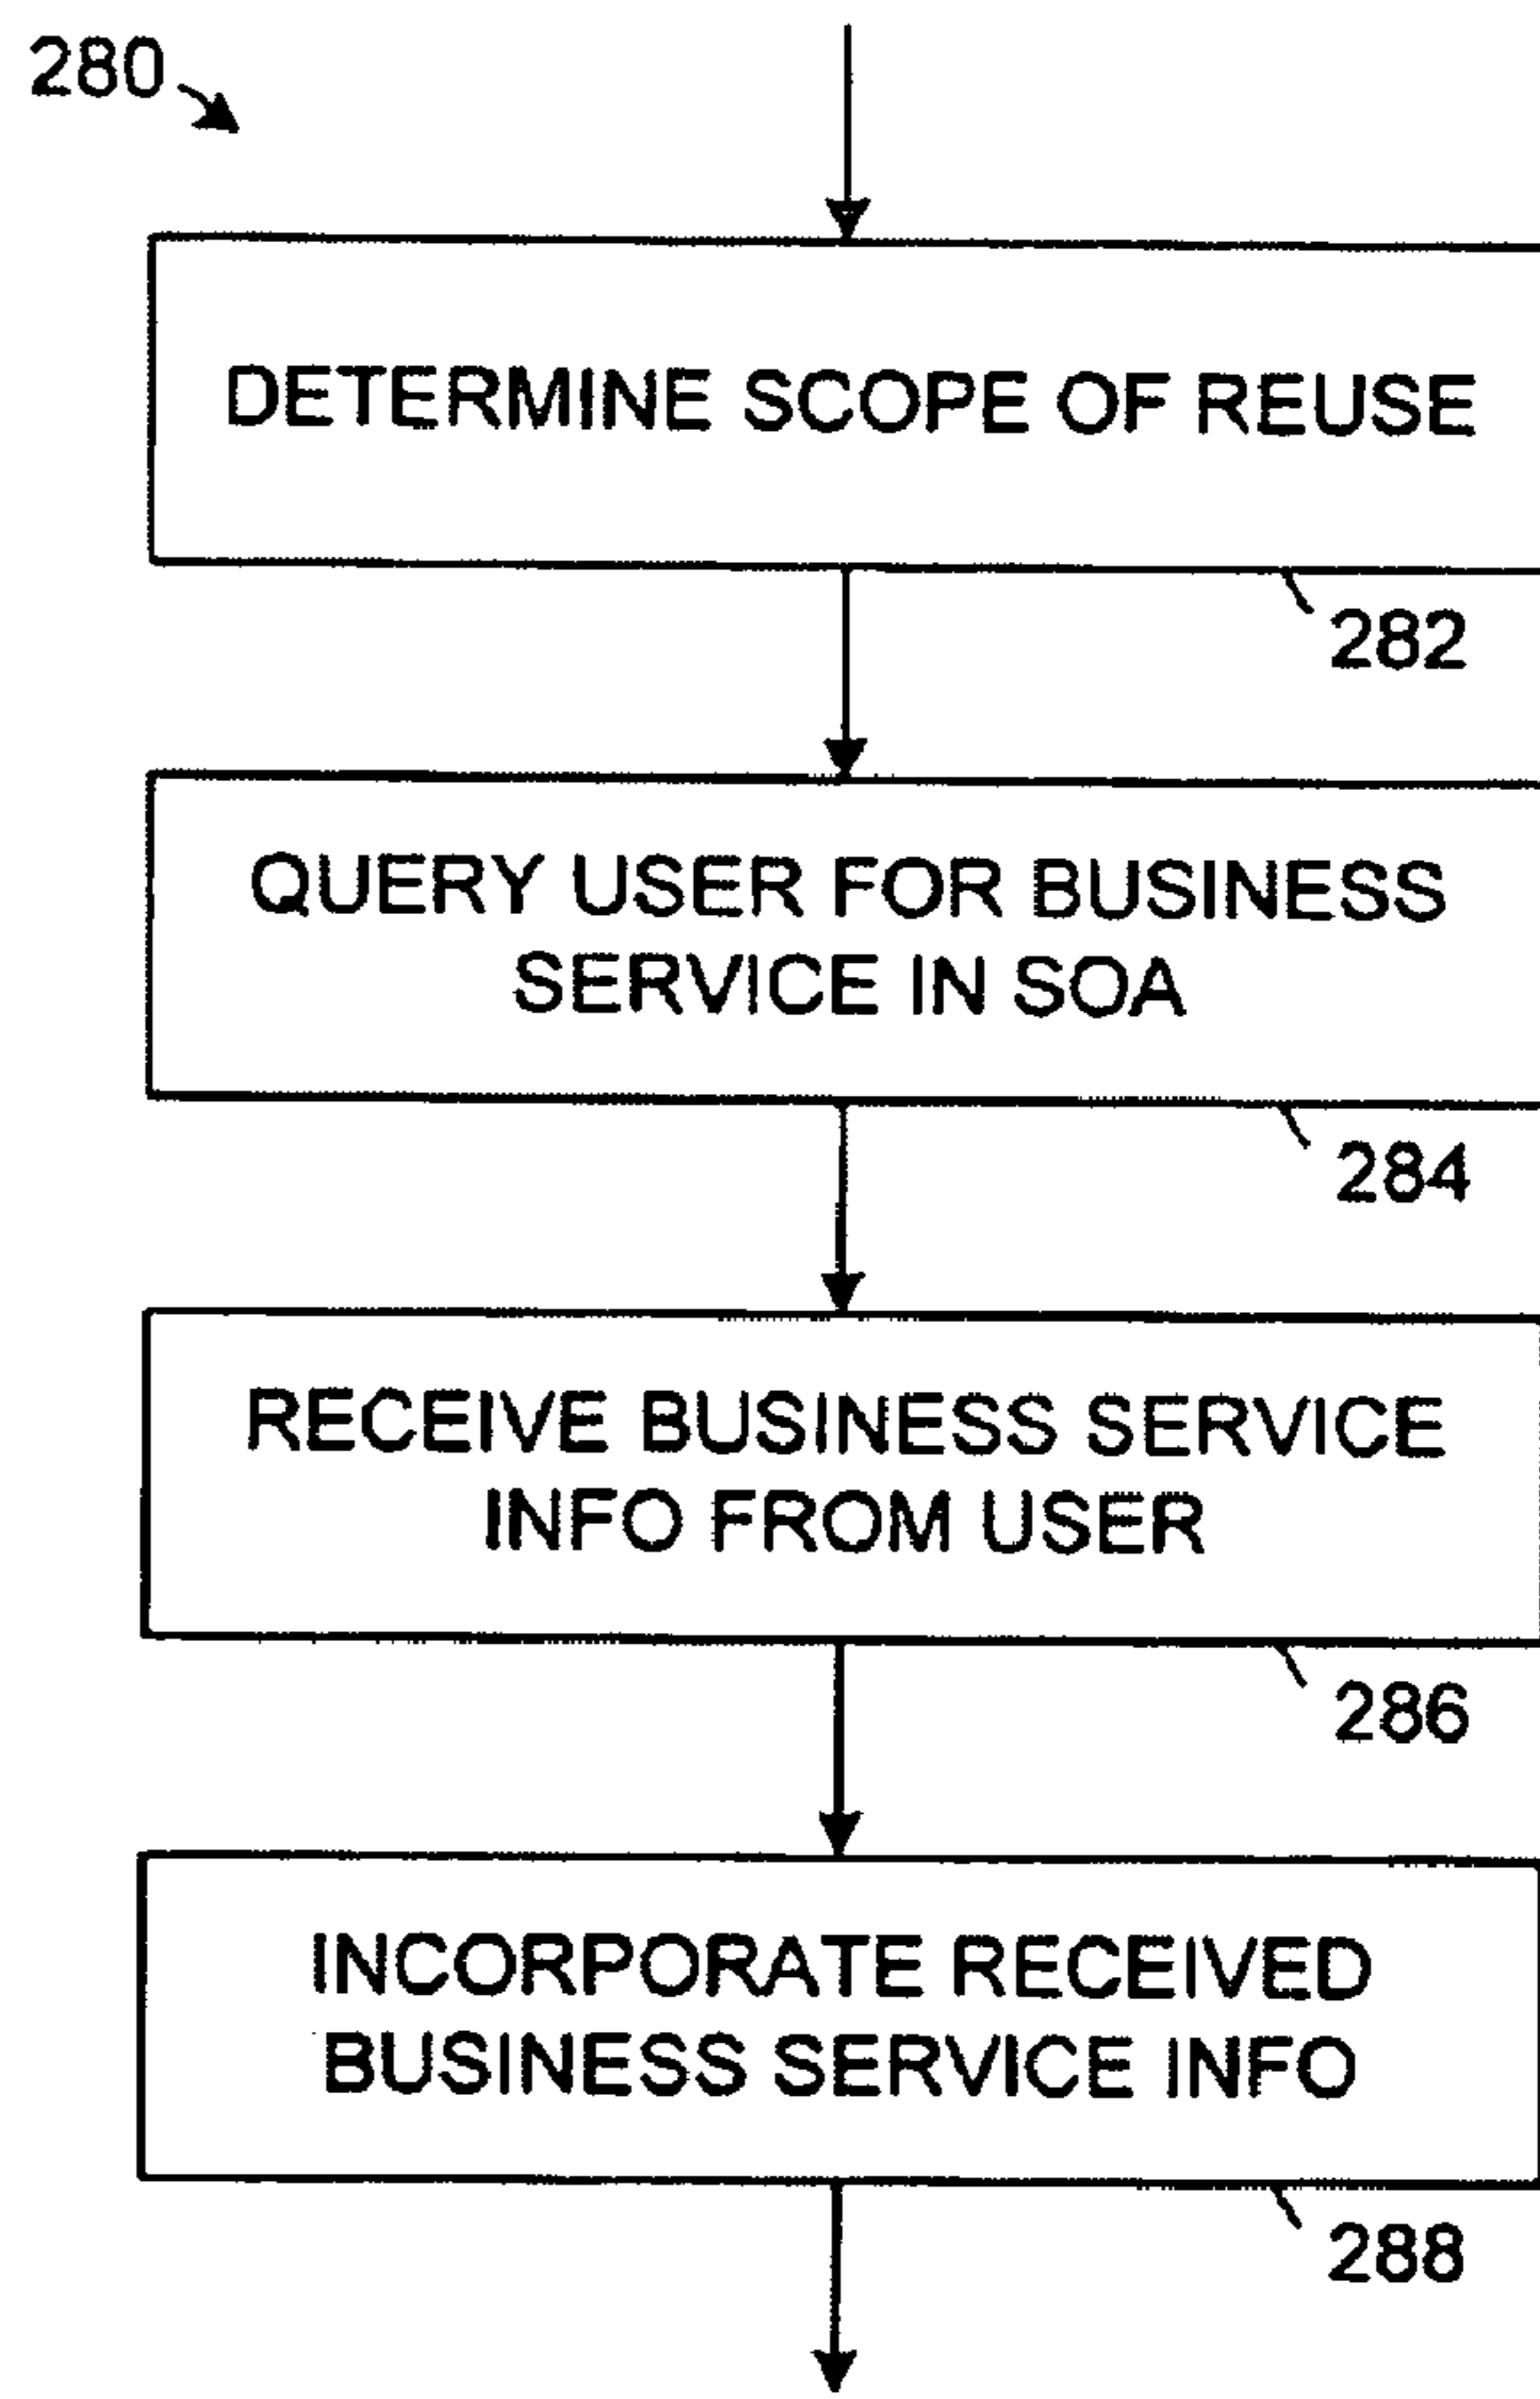 280
DETERMINE SCOPE OF REUSE
282
QUERY USER FOR BUSINESS
SERVICE IN SOA
284
RECEIVE BUSINESS SERVICE
INFO FROM USER
286
INCORPORATE RECEIVED
BUSINESS SERVICE INFO
288